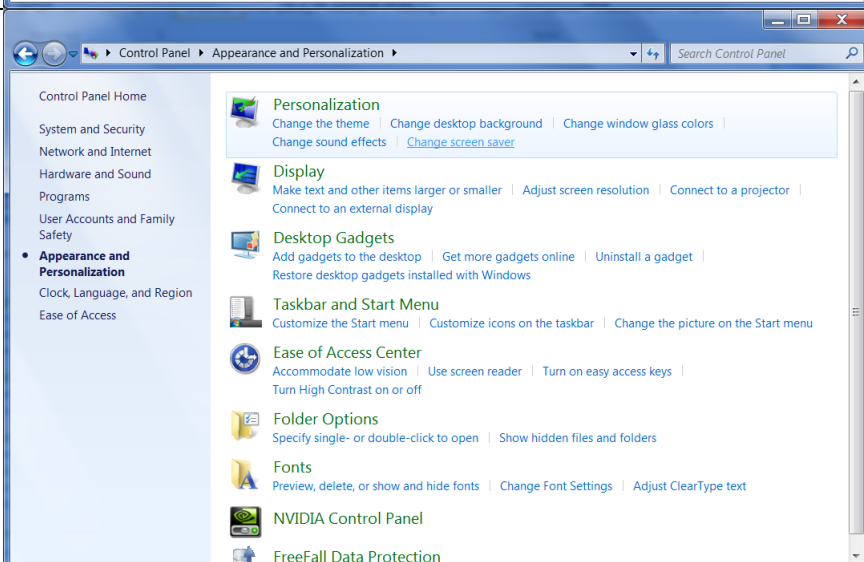 Control Panel Appearance and Personalization
Search Control Panel
Control Panel Home
System and Security
Network and Internet
Hardware and Sound
Programs
User Accounts and Family
Safety
Appearance and
Personalization
Clock, Language, and Region
Ease of Access
Personalization
Change the theme Change desktop background Change window glass colors
Change sound effects Change screen saver
Display
Make text and other items larger or smaller Adjust screen resolution Connect to a projector
Connect to an external display
Desktop Gadgets
Add gadgets to the desktop Get more gadgets online Uninstall a gadget
Restore desktop gadgets installed with Windows
Taskbar and Start Menu
Customize the Start menu Customize icons on the taskbar Change the picture on the Start menu
Ease of Access Center
Accommodate low vision Use screen reader Turn on easy access keys
Turn High Contrast on or off
Folder Options
Specify single- or double-click to open Show hidden files and folders
Fonts
Preview, delete, or show and hide fonts Change Font Settings Adjust ClearType text
NVIDIA Control Panel
FreeFall Data Protection